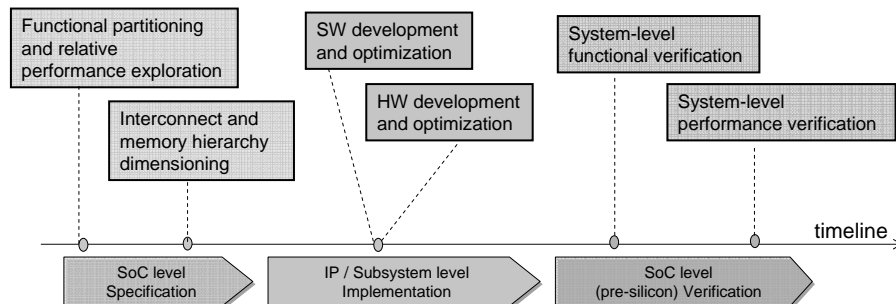 Functional partitioning
and relative
performance exploration
Interconnect and
memory hierarchy
dimensioning
SW development
and optimization
HW development
and optimization
System-level
functional verification
System-level
performance verification
timeline
SoC level
Specification
IP / Subsystem level
Implementation
SoC level
(pre-silicon) Verification